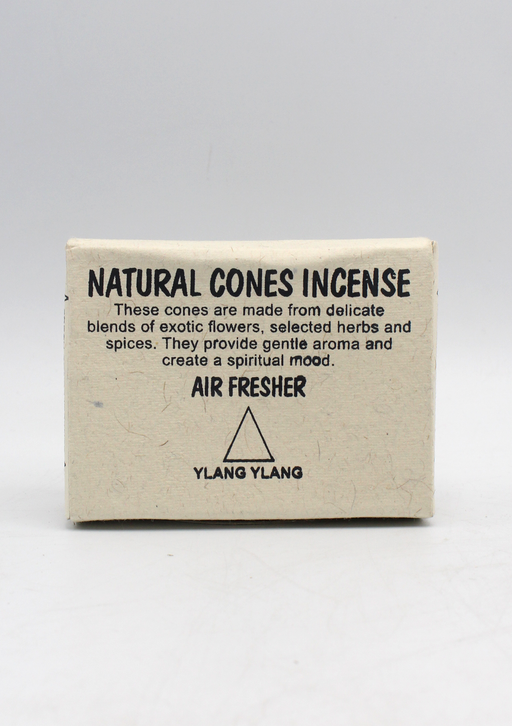 NATURAL CONES INCENSE
These cones are made from delicate
blends of exotic flowers, selected herbs and
spices. They provide gentle aroma and
create a spiritual mood.
AIR FRESHER
YLANG YLANG